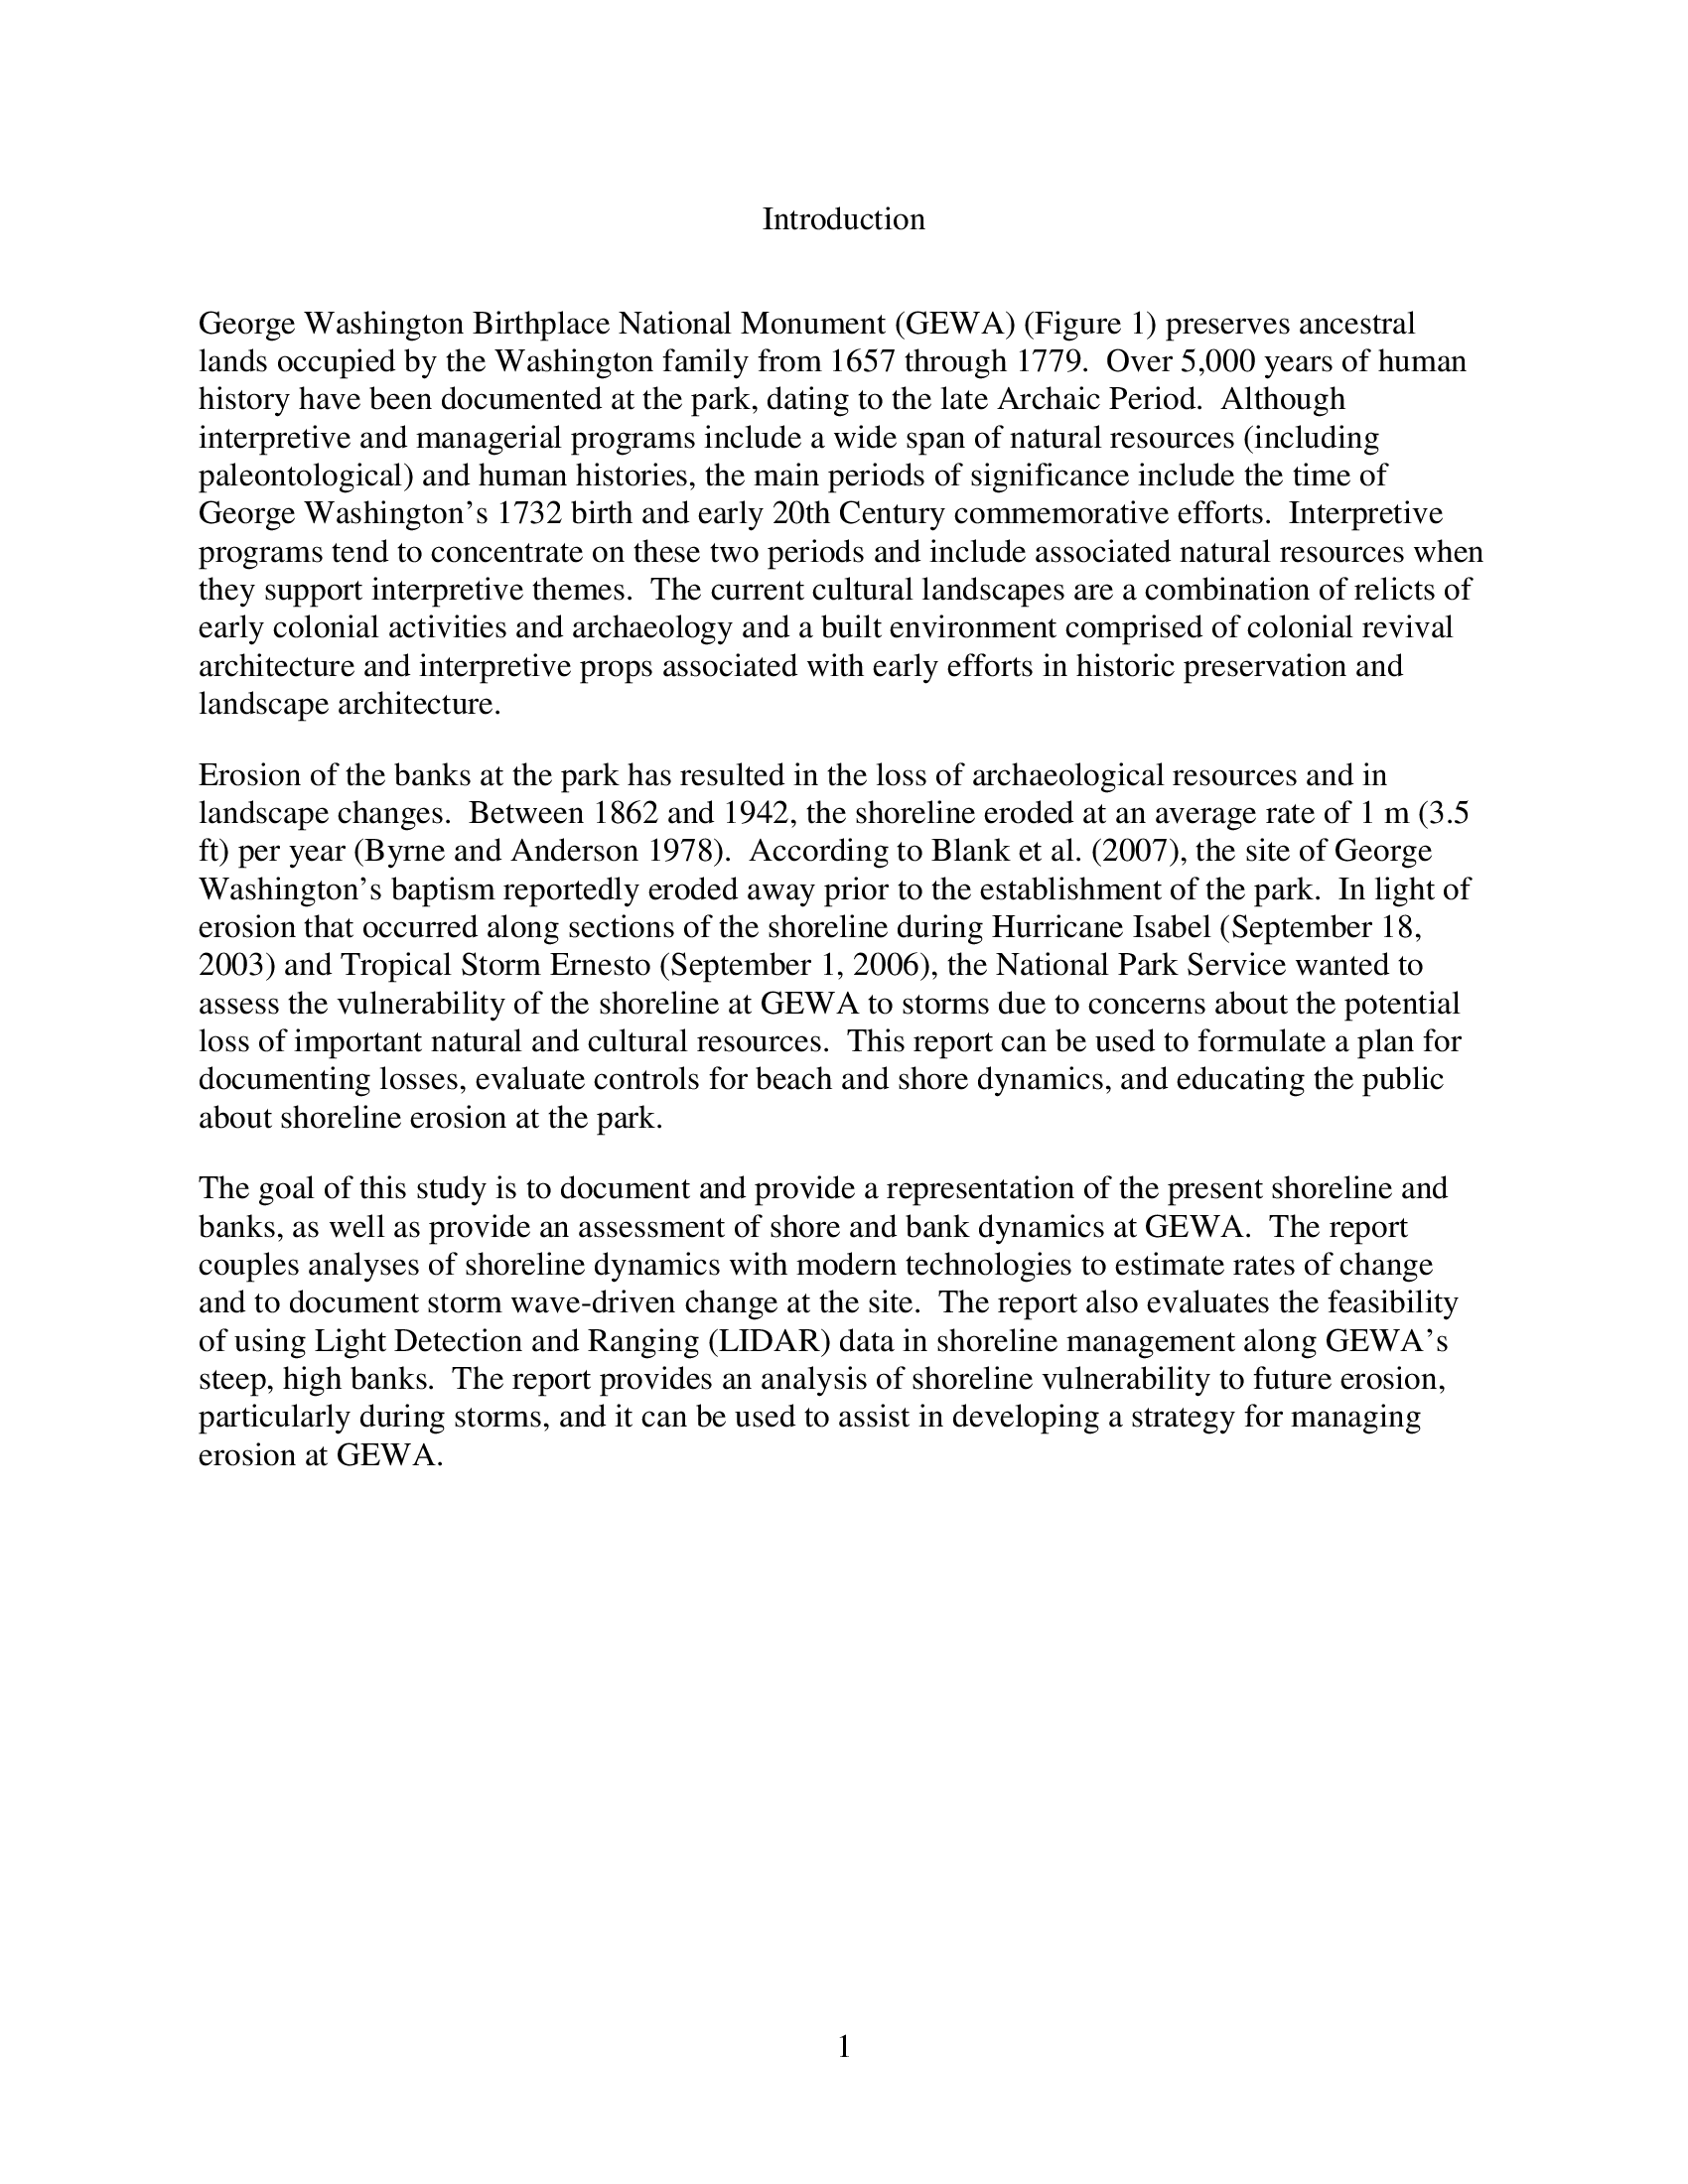 Introduction
George Washington Birthplace National Monument (GEWA) (Figure 1) preserves ancestral
lands occupied by the Washington family from 1657 through 1779.  Over 5,000 years of human
history have been documented at the park, dating to the late Archaic Period.  Although
interpretive and managerial programs include a wide span of natural resources (including
paleontological) and human histories, the main periods of significance include the time of
George Washington’s 1732 birth and early 20th Century commemorative efforts.  Interpretive
programs tend to concentrate on these two periods and include associated natural resources when
they support interpretive themes.  The current cultural landscapes are a combination of relicts of
early colonial activities and archaeology and a built environment comprised of colonial revival
architecture and interpretive props associated with early efforts in historic preservation and
landscape architecture.
Erosion of the banks at the park has resulted in the loss of archaeological resources and in
landscape changes.  Between 1862 and 1942, the shoreline eroded at an average rate of 1 m (3.5
ft) per year (Byrne and Anderson 1978).  According to Blank et al. (2007), the site of George
Washington’s baptism reportedly eroded away prior to the establishment of the park.  In light of
erosion that occurred along sections of the shoreline during Hurricane Isabel (September 18,
2003) and Tropical Storm Ernesto (September 1, 2006), the National Park Service wanted to
assess the vulnerability of the shoreline at GEWA to storms due to concerns about the potential
loss of important natural and cultural resources.  This report can be used to formulate a plan for
documenting losses, evaluate controls for beach and shore dynamics, and educating the public
about shoreline erosion at the park.
The goal of this study is to document and provide a representation of the present shoreline and
banks, as well as provide an assessment of shore and bank dynamics at GEWA.  The report
couples analyses of shoreline dynamics with modern technologies to estimate rates of change
and to document storm wave-driven change at the site.  The report also evaluates the feasibility
of using Light Detection and Ranging (LIDAR) data in shoreline management along GEWA’s
steep, high banks.  The report provides an analysis of shoreline vulnerability to future erosion,
particularly during storms, and it can be used to assist in developing a strategy for managing
erosion at GEWA.
1